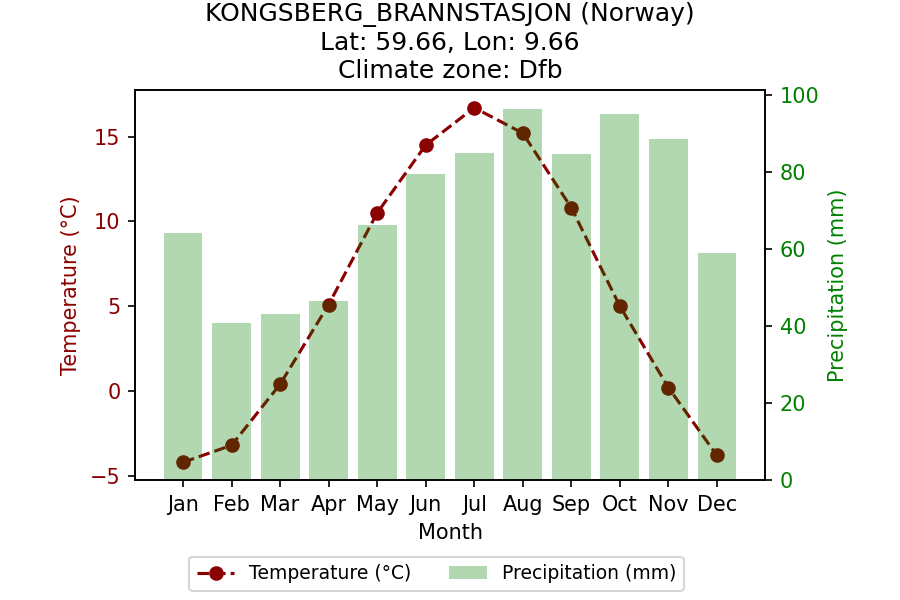 KONGSBERG_BRANNSTASJON (Norway)
Lat: 59.66, Lon: 9.66
Climate zone: Dfb
Temperature (°C)
15
10
5
0
−5
100
80
60
40
20
0
Precipitation (mm)
Jan Feb Mar Apr May Jun Jul Aug Sep Oct Nov Dec
Month
Temperature (°C) Precipitation (mm)